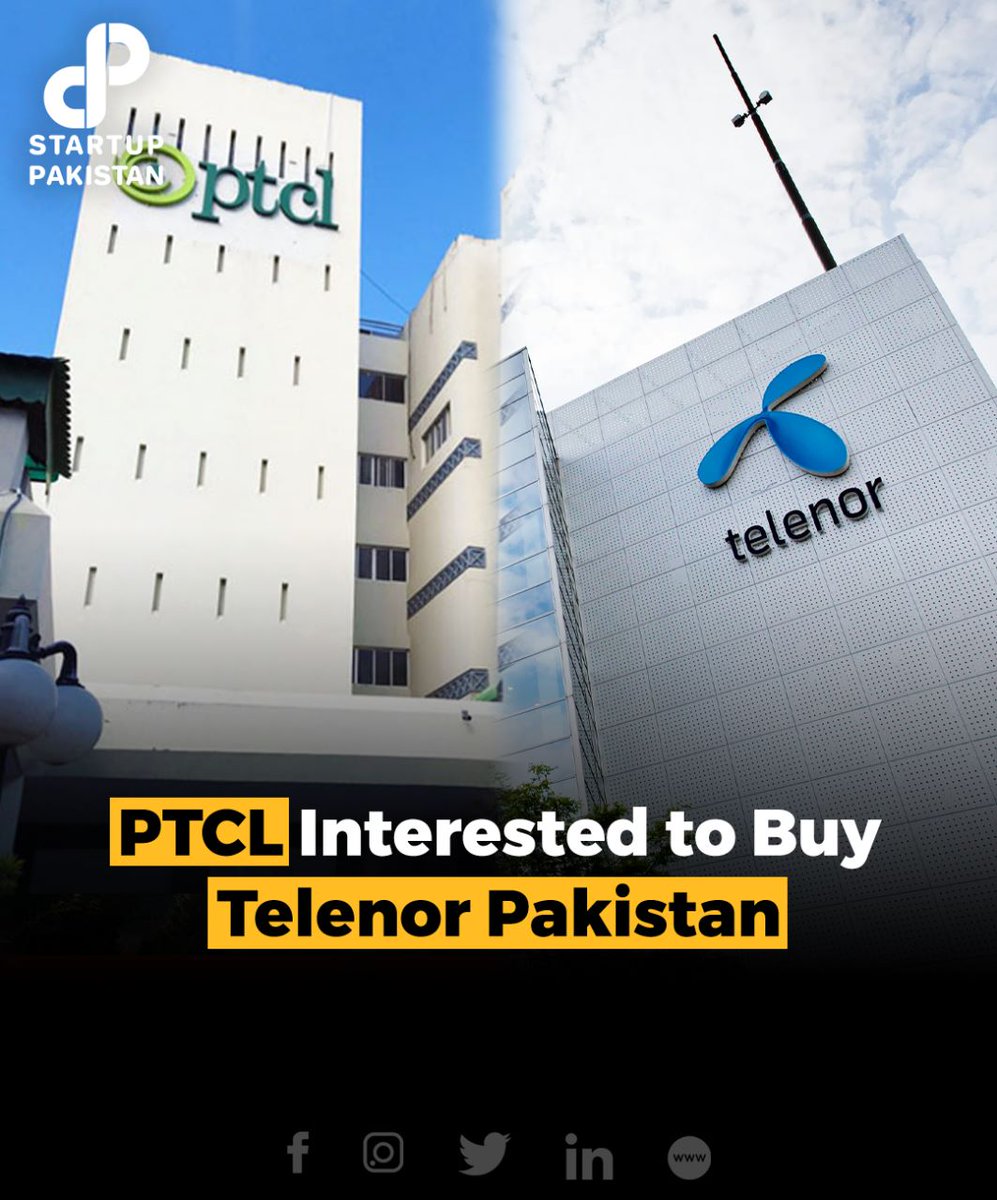 STARTUP
PAKISTAN
ptcl
telenor
PTCL Interested to Buy
Telenor Pakistan
www